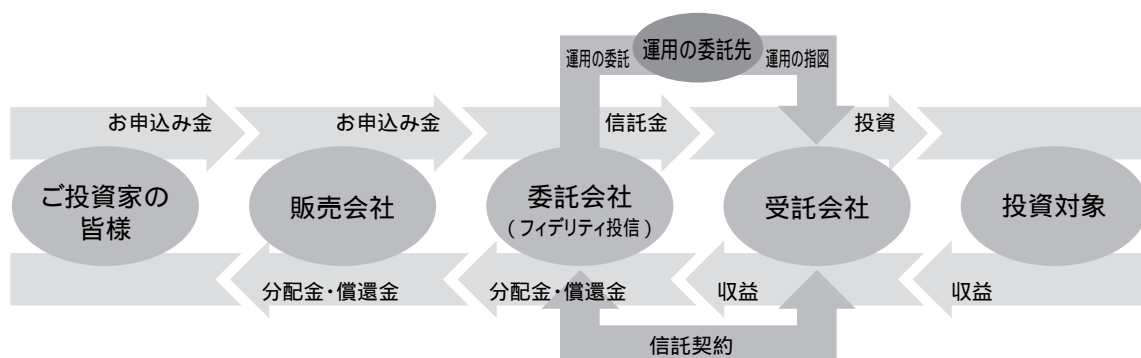 運用の委託
運用の委託先
運用の指図
お申込み金
お申込み金
信託金
投資
ご投資家の
皆様
販売会社
委託会社
(フィデリティ投信)
受託会社
投資対象
分配金・償還金
分配金・償還金
収益
収益
信託契約